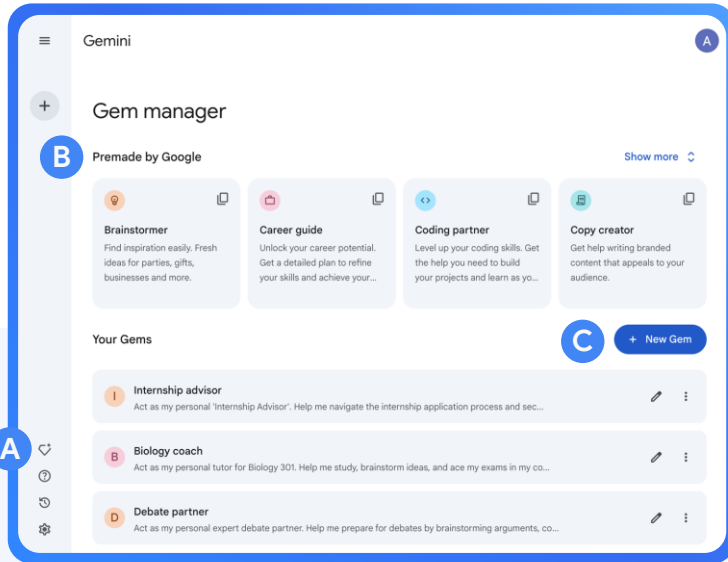 Gemini
A
Gem manager
B
Premade by Google
Show more
Brainstormer
Find inspiration easily. Fresh
ideas for parties, gifts,
businesses and more.
Career guide
Unlock your career potential.
Get a detailed plan to refine
your skills and achieve your...
Coding partner
Level up your coding skills. Get
the help you need to build
your projects and learn as yo...
Copy creator
Get help writing branded
content that appeals to your
audience.
Your Gems
C
+ New Gem
I
Internship advisor
Act as my personal 'Internship Advisor'. Help me navigate the internship application process and sec...
B
Biology coach
Act as my personal tutor for Biology 301. Help me study, brainstorm ideas, and ace my exams in my co...
A
D
Debate partner
Act as my personal expert debate partner. Help me prepare for debates by brainstorming arguments, co...